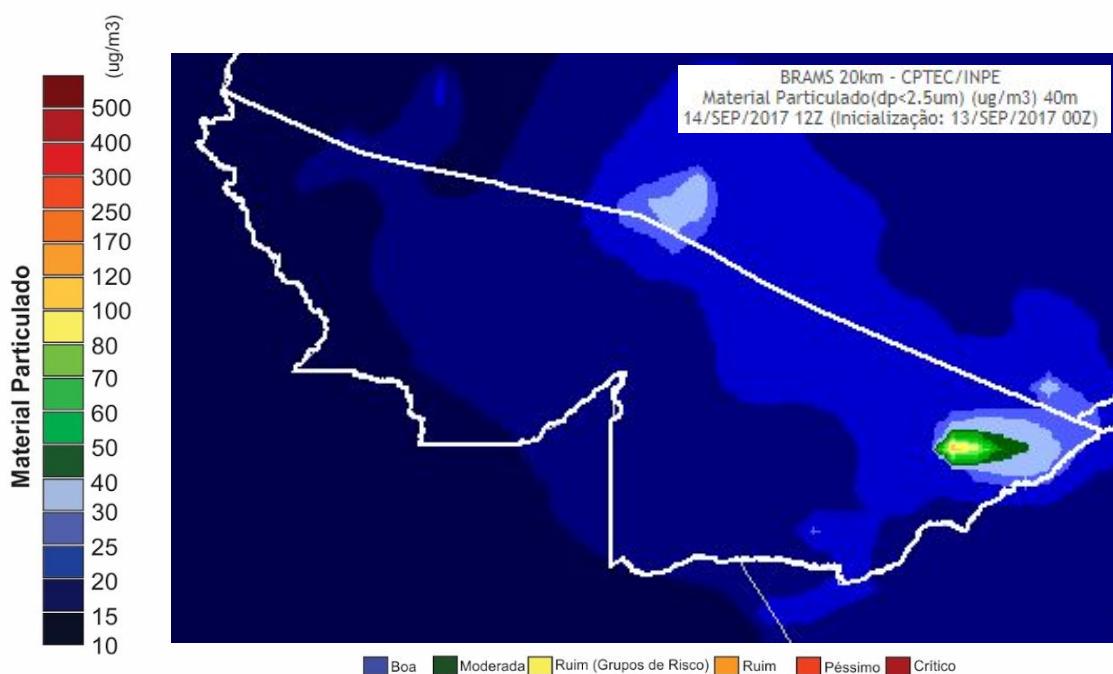 (ug/m3)
BRAMS 20km - CPTEC/INPE
Material Particulado(dp<2.5um) (ug/m3) 40m
14/SEP/2017 12Z (Inicialização: 13/SEP/2017 00Z)
Material Particulado
500
400
300
250
170
120
100
80
70
60
50
40
30
25
20
15
10
Boa
Moderada
Ruim (Grupos de Risco)
Ruim
Péssimo
Crítico